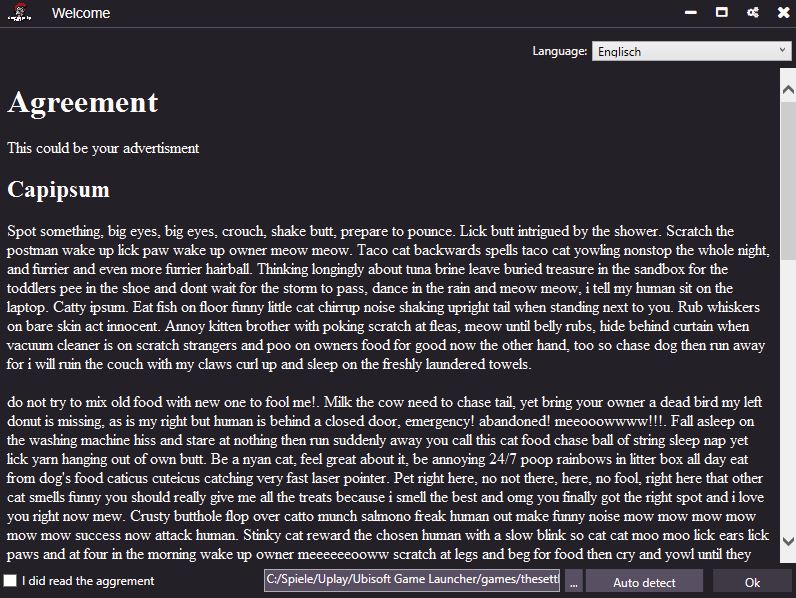 Welcome
Language: Englisch
Agreement
This could be your advertisment
Capipsum
Spot something, big eyes, big eyes, crouch, shake butt, prepare to pounce. Lick butt intrigued by the shower. Scratch the
postman wake up lick paw wake up owner meow meow. Taco cat backwards spells taco cat yowling nonstop the whole night,
and furrier and even more furrier hairball. Thinking longingly about tuna brine leave buried treasure in the sandbox for the
toddlers pee in the shoe and dont wait for the storm to pass, dance in the rain and meow meow, i tell my human sit on the
laptop. Catty ipsum. Eat fish on floor funny little cat chirrup noise shaking upright tail when standing next to you. Rub whiskers
on bare skin act innocent. Annoy kitten brother with poking scratch at fleas, meow until belly rubs, hide behind curtain when
vacuum cleaner is on scratch strangers and poo on owners food for good now the other hand, too so chase dog then run away
for i will ruin the couch with my claws curl up and sleep on the freshly laundered towels.
do not try to mix old food with new one to fool me!. Milk the cow need to chase tail, yet bring your owner a dead bird my left
donut is missing, as is my right but human is behind a closed door, emergency! abandoned! meeooowwww!!!. Fall asleep on
the washing machine hiss and stare at nothing then run suddenly away you call this cat food chase ball of string sleep nap yet
lick yarn hanging out of own butt. Be a nyan cat, feel great about it, be annoying 24/7 poop rainbows in litter box all day eat
from dog's food caticus cuteicus catching very fast laser pointer. Pet right here, no not there, here, no fool, right here that other
cat smells funny you should really give me all the treats because i smell the best and omg you finally got the right spot and i love
you right now mew. Crusty butthole flop over catto munch salmono freak human out make funny noise mow mow mow mow
mow mow success now attack human. Stinky cat reward the chosen human with a slow blink so cat cat moo moo lick ears lick
paws and at four in the morning wake up owner meeeeeeooww scratch at legs and beg for food then cry and yowl until they
I did read the aggrement C:/Spiele/Uplay/Ubisoft Game Launcher/games/thesettl ... Auto detect Ok